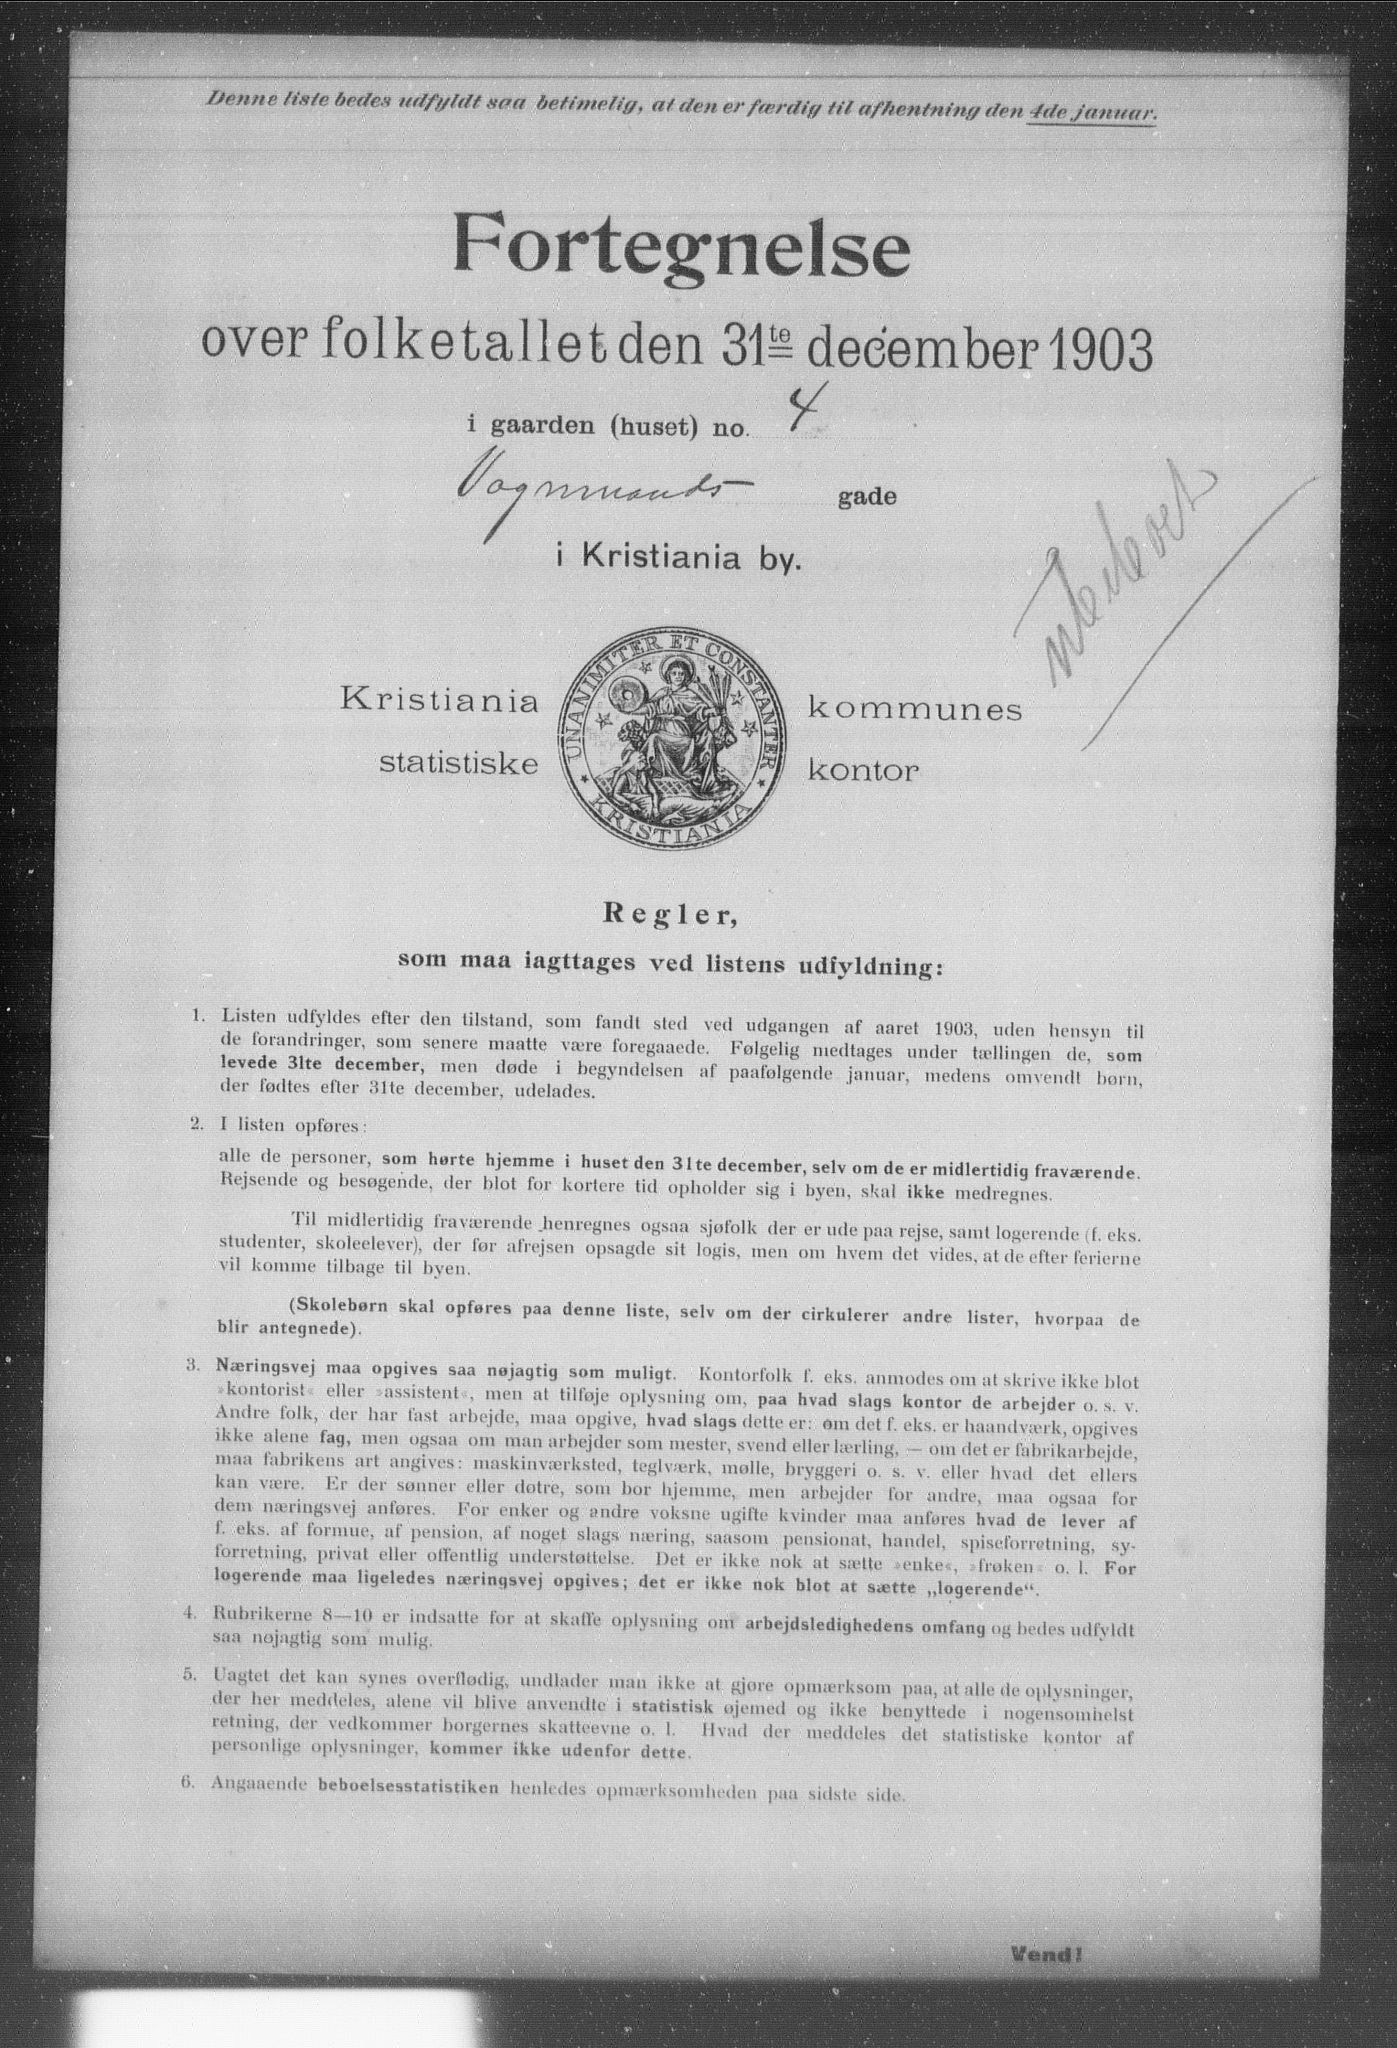 Denne liste bedes udfyldt saa betimelig, at den er færdig til afhentning den 4de januar.
Fortegnelse
over folketallet den 31te december 1903
i gaarden (huset) no. 4
Vognmands gade
i Kristiania by.
Kristiania kommunes
statistiske kontor
UNANIMITER ET CONSTANTER
KRISTIANIA
Regler,
som maa iagttages ved listens udfyldning:
1. Listen udfyldes efter den tilstand, som fandt sted ved udgangen af aaret 1903, uden hensyn til
de forandringer, som senere maatte være foregaaede. Følgelig medtages under tællingen de, som
levede 31te december, men døde i begyndelsen af paafølgende januar, medens omvendt børn,
der fødtes efter 31te december, udelades.
2. I listen opføres:
alle de personer, som hørte hjemme i huset den 31te december, selv om de er midlertidig fraværende.
Rejsende og besøgende, der blot for kortere tid opholder sig i byen, skal ikke medregnes.
Til midlertidig fraværende henregnes ogsaa sjøfolk der er ude paa rejse, samt logerende (f. eks.
studenter, skoleelever), der før afrejsen opsagde sit logis, men om hvem det vides, at de efter ferierne
vil komme tilbage til byen.
(Skolebørn skal opføres paa denne liste, selv om der cirkulerer andre lister, hvorpaa de
blir antegnede).
3. Næringsvej maa opgives saa nøjagtig som muligt. Kontorfolk f. eks. anmodes om at skrive ikke blot
»kontorist« eller »assistent«, men at tilføje oplysning om, paa hvad slags kontor de arbejder o. s. v.
Andre folk, der har fast arbejde, maa opgive, hvad slags dette er: om det f. eks. er haandværk, opgives
ikke alene fag, men ogsaa om man arbejder som mester, svend eller lærling, — om det er fabrikarbejde,
maa fabrikens art angives: maskinværksted, teglværk, mølle, bryggeri o. s. v. eller hvad det ellers
kan være. Er der sønner eller døtre, som bor hjemme, men arbejder for andre, maa ogsaa for
dem næringsvej anføres. For enker og andre voksne ugifte kvinder maa anføres hvad de lever af
f. eks. af formue, af pension, af noget slags næring, saasom pensionat, handel, spiseforretning, sy-
forretning, privat eller offentlig understøttelse. Det er ikke nok at sætte »enke«, »frøken« o. l. For
logerende maa ligeledes næringsvej opgives; det er ikke nok blot at sætte „logerende“.
4. Rubrikerne 8—10 er indsatte for at skaffe oplysning om arbejdsledighedens omfang og bedes udfyldt
saa nøjagtig som mulig.
5. Uagtet det kan synes overflødig, undlader man ikke at gjøre opmærksom paa, at alle de oplysninger,
der her meddeles, alene vil blive anvendte i statistisk øjemed og ikke benyttede i nogensomhelst
retning, der vedkommer borgernes skatteevne o. l. Hvad der meddeles det statistiske kontor af
personlige oplysninger, kommer ikke udenfor dette.
6. Angaaende beboelsesstatistiken henledes opmærksomheden paa sidste side.
Vend!